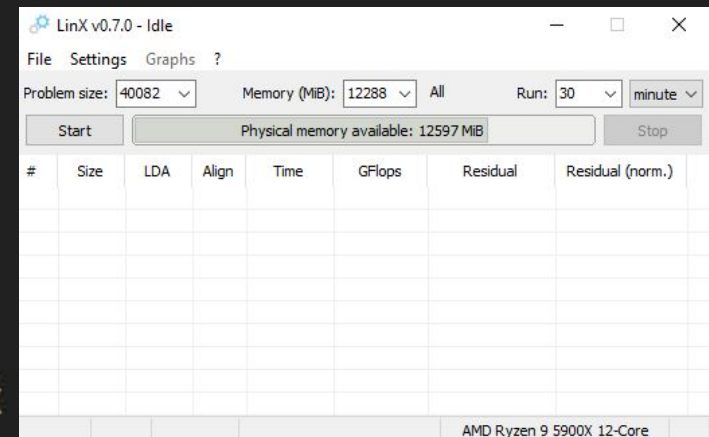 LinX v0.7.0 - Idle
File Settings Graphs ?
Problem size: 40082 Memory (MiB): 12288 All Run: 30 minute
Start Physical memory available: 12597 MiB Stop
# Size LDA Align Time GFlops Residual Residual (norm.)
AMD Ryzen 9 5900X 12-Core